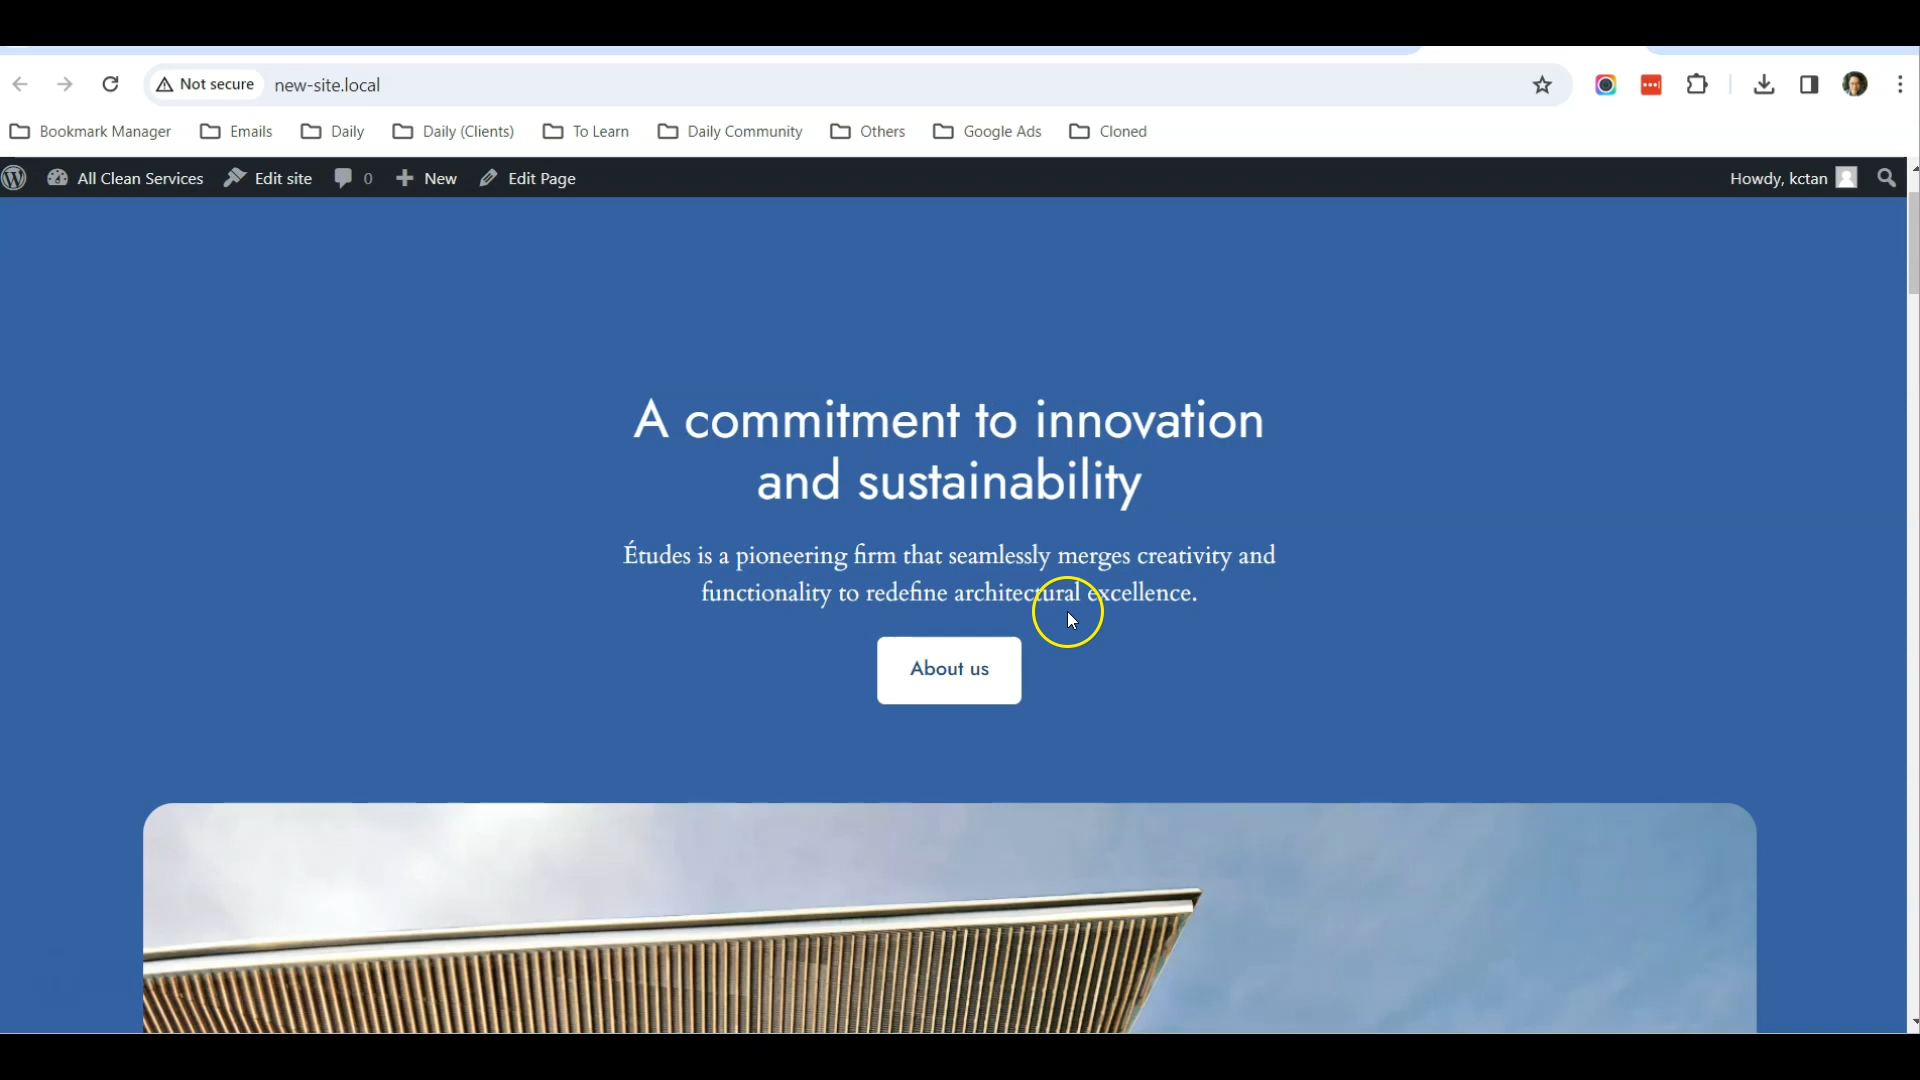 Not secure new-site.local
Bookmark Manager Emails Daily Daily (Clients) To Learn Daily Community Others Google Ads Cloned
All Clean Services Edit site 0 New Edit Page Howdy, kctan
A commitment to innovation
and sustainability
Études is a pioneering firm that seamlessly merges creativity and
functionality to redefine architectural excellence.
About us